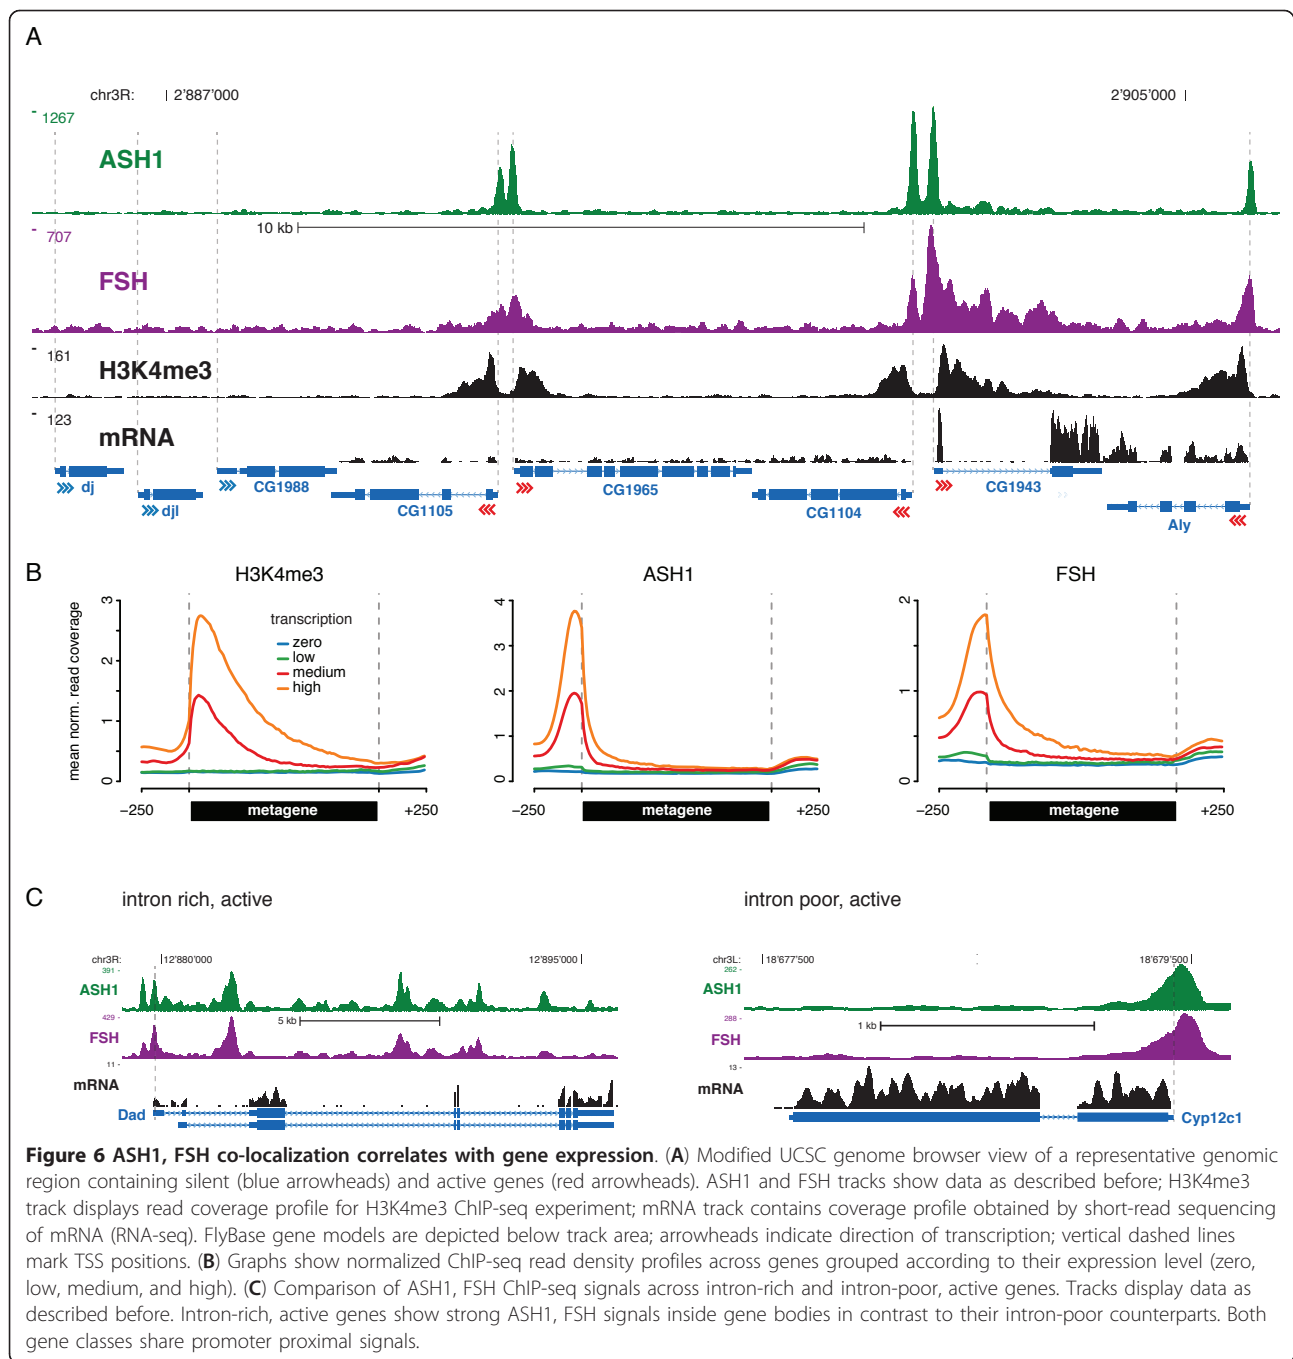 A
chr3R: 2'887'000 2'905'000
1267
ASH1
10 kb
707
FSH
161
H3K4me3
123
mRNA
dj
CG1988
CG1965
CG1943
djl
CG1105
CG1104
Aly
B
H3K4me3 ASH1 FSH
mean norm. read coverage
3
2
1
0
transcription
zero
low
medium
high
4
3
2
1
0
2
1
0
−250 metagene +250
−250 metagene +250
−250 metagene +250
C
intron rich, active intron poor, active
chr3R: 12'880'000 12'895'000
391
ASH1
5 kb
429
FSH
11
mRNA
Dad
chr3L: 18'677'500 18'679'500
262
ASH1
1 kb
288
FSH
13
mRNA
Cyp12c1
Figure 6 ASH1, FSH co-localization correlates with gene expression. (A) Modified UCSC genome browser view of a representative genomic
region containing silent (blue arrowheads) and active genes (red arrowheads). ASH1 and FSH tracks show data as described before; H3K4me3
track displays read coverage profile for H3K4me3 ChIP-seq experiment; mRNA track contains coverage profile obtained by short-read sequencing
of mRNA (RNA-seq). FlyBase gene models are depicted below track area; arrowheads indicate direction of transcription; vertical dashed lines
mark TSS positions. (B) Graphs show normalized ChIP-seq read density profiles across genes grouped according to their expression level (zero,
low, medium, and high). (C) Comparison of ASH1, FSH ChIP-seq signals across intron-rich and intron-poor, active genes. Tracks display data as
described before. Intron-rich, active genes show strong ASH1, FSH signals inside gene bodies in contrast to their intron-poor counterparts. Both
gene classes share promoter proximal signals.